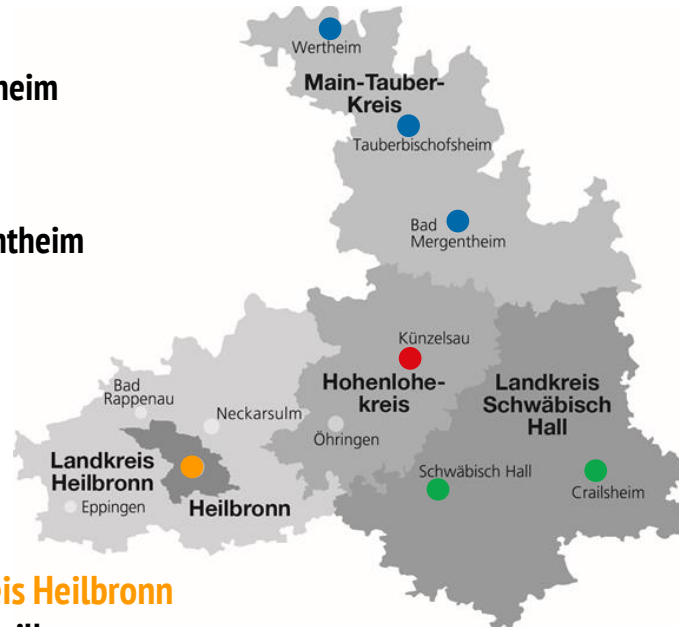 Wertheim
Main-Tauber-
Kreis
Tauberbischofsheim
Bad
Mergentheim
Künzelsau
Hohenlohe-
kreis
Landkreis
Schwäbisch
Hall
Bad
Rappenau
Neckarsulm
Öhringen
Landkreis
Heilbronn
Schwäbisch Hall
Crailsheim
Eppingen
Heilbronn
heim
ntheim
eis Heilbronn